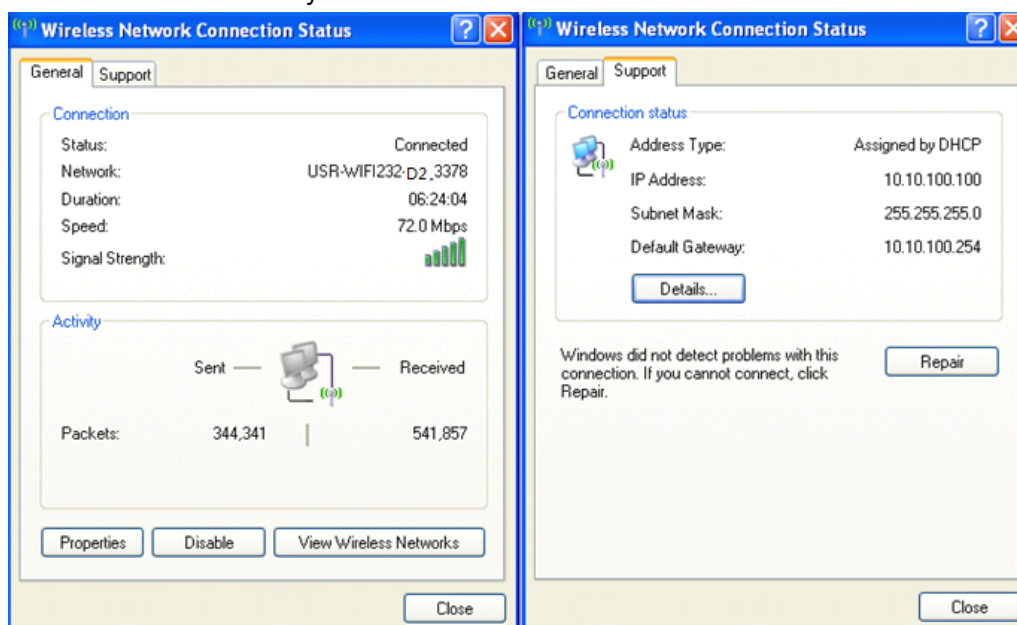 Wireless Network Connection Status
General Support
Connection
Status: Connected
Network: USR-WIFI232-D2_3378
Duration: 06:24:04
Speed: 72.0 Mbps
Signal Strength:
Activity
Sent Received
Packets: 344,341 541,857
Properties Disable View Wireless Networks
Close
Wireless Network Connection Status
General Support
Connection status
Address Type: Assigned by DHCP
IP Address: 10.10.100.100
Subnet Mask: 255.255.255.0
Default Gateway: 10.10.100.254
Details...
Windows did not detect problems with this
connection. If you cannot connect, click
Repair.
Repair
Close